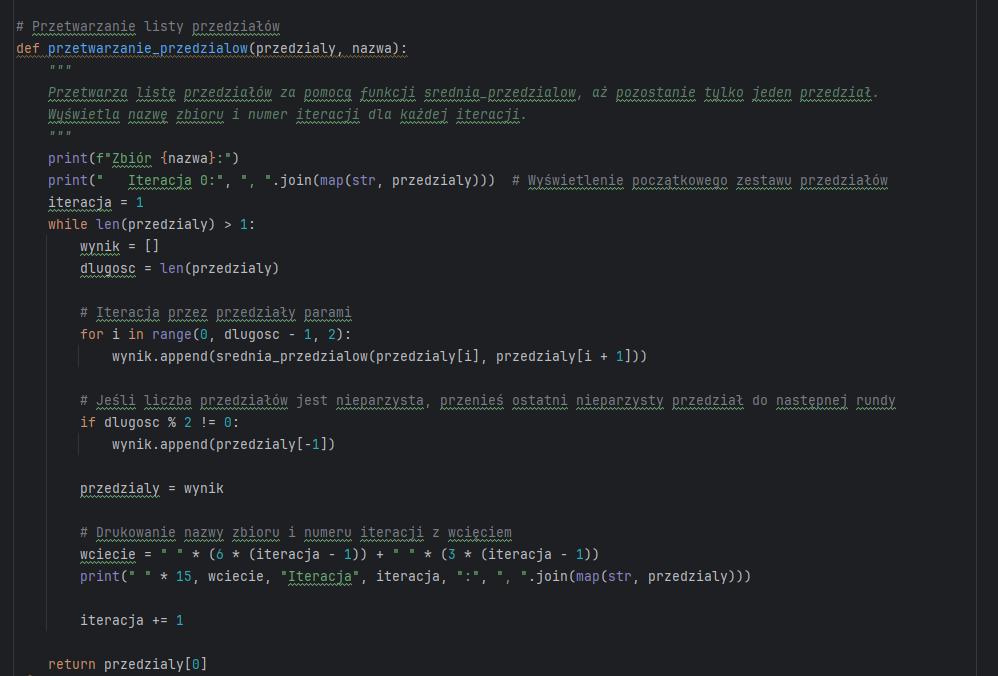 # Przetwarzanie listy przedziałów
def przetwarzanie_przedzialow(przedzialy, nazwa):
    """
    Przetwarza listę przedziałów za pomocą funkcji srednia_przedzialow, aż pozostanie tylko jeden przedział.
    Wyświetla nazwę zbioru i numer iteracji dla każdej iteracji.
    """
    print(f"Zbiór {nazwa}:")
    print("   Iteracja 0:", ", ".join(map(str, przedzialy)))  # Wyświetlenie początkowego zestawu przedziałów
    iteracja = 1
    while len(przedzialy) > 1:
        wynik = []
        dlugosc = len(przedzialy)

        # Iteracja przez przedziały parami
        for i in range(0, dlugosc - 1, 2):
            wynik.append(srednia_przedzialow(przedzialy[i], przedzialy[i + 1]))

        # Jeśli liczba przedziałów jest nieparzysta, przenieś ostatni nieparzysty przedział do następnej rundy
        if dlugosc % 2 != 0:
            wynik.append(przedzialy[-1])

        przedzialy = wynik

        # Drukowanie nazwy zbioru i numeru iteracji z wcięciem
        wciecie = " " * (6 * (iteracja - 1)) + " " * (3 * (iteracja - 1))
        print(" " * 15, wciecie, "Iteracja", iteracja, ":", ", ".join(map(str, przedzialy)))

        iteracja += 1

    return przedzialy[0]